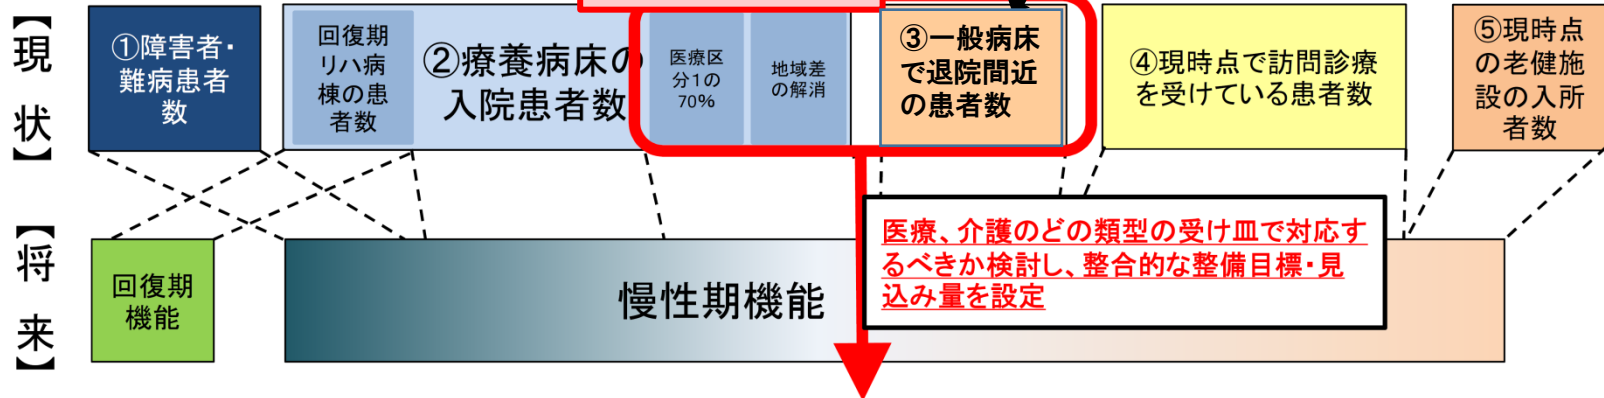 【現状】
①障害者・
難病患者
数
回復期
リハ病
棟の患
者数
②療養病床の
入院患者数
医療区
分1の
70%
地域差
の解消
③一般病床
で退院間近
の患者数
④現時点で訪問診療
を受けている患者数
⑤現時点
の老健施
設の入所
者数
【将来】
回復期
機能
慢性期機能
医療、介護のどの類型の受け皿で対応す
るべきか検討し、整合的な整備目標・見
込み量を設定